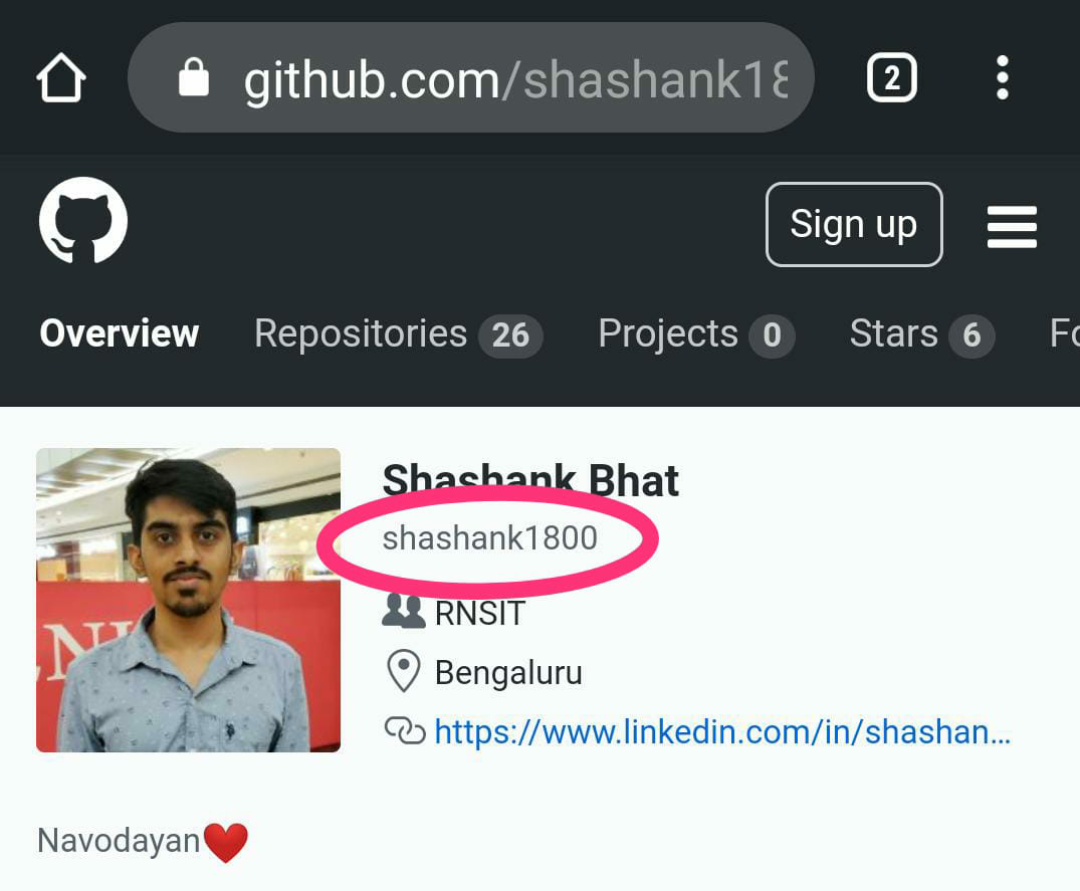 github.com/shashank18
2
Sign up
Overview Repositories 26 Projects 0 Stars 6
Shashank Bhat
shashank1800
RNSIT
Bengaluru
https://www.linkedin.com/in/shashan...
Navodayan❤️